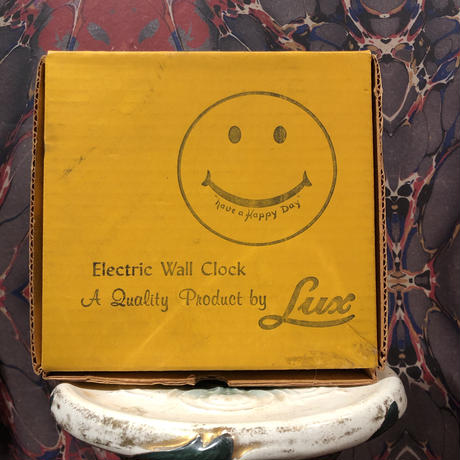 "have a Happy Day"
Electric Wall Clock
A Quality Product by Lux